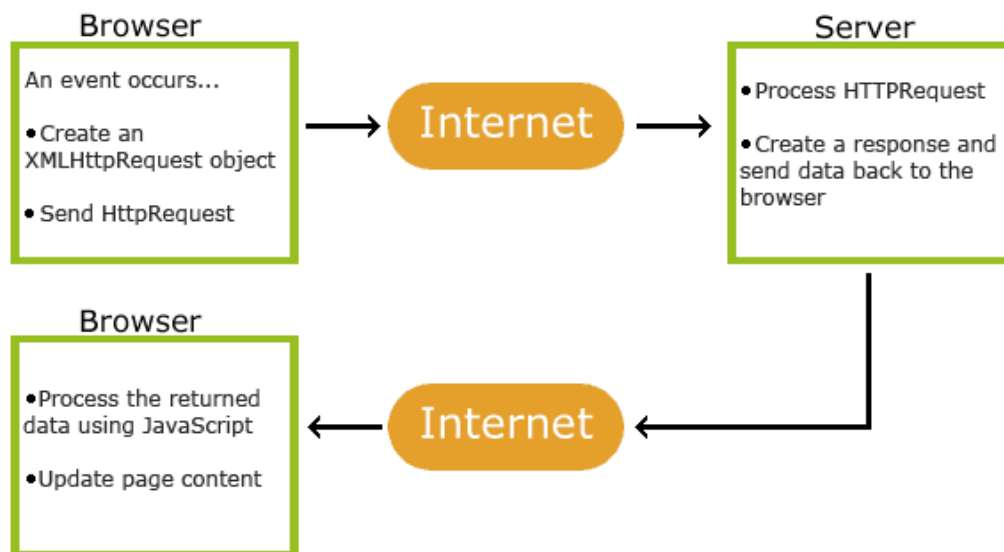 Browser
An event occurs...
•Create an
XMLHttpRequest object
• Send HttpRequest
Internet
Server
•Process HTTPRequest
•Create a response and
send data back to the
browser
Browser
•Process the returned
data using JavaScript
•Update page content
Internet